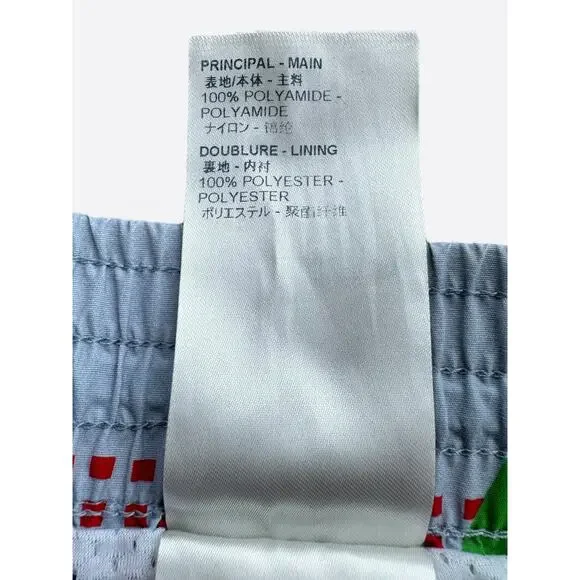 PRINCIPAL - MAIN
表地/本体 - 主料
100% POLYAMIDE -
POLYAMIDE
ナイロン - 锦纶
DOUBLURE - LINING
裏地 - 内衬
100% POLYESTER -
POLYESTER
ポリエステル - 聚酯纤维